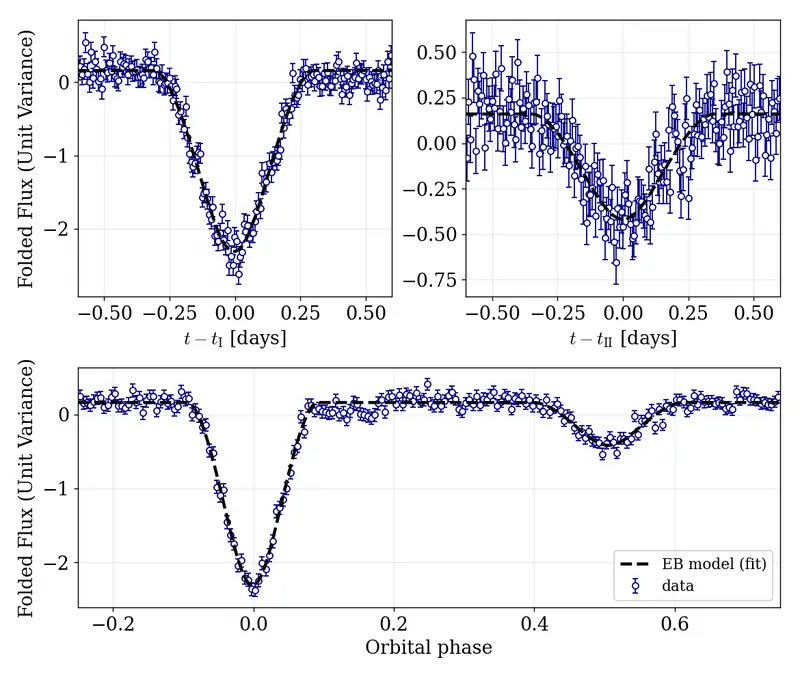 Folded Flux (Unit Variance)
0
−1
−2
−0.50 −0.25 0.00 0.25 0.50
t − t_I [days]
0.50
0.25
0.00
−0.25
−0.50
−0.75
−0.50 −0.25 0.00 0.25 0.50
t − t_II [days]
Folded Flux (Unit Variance)
0
−1
−2
EB model (fit)
data
−0.2 0.0 0.2 0.4 0.6
Orbital phase